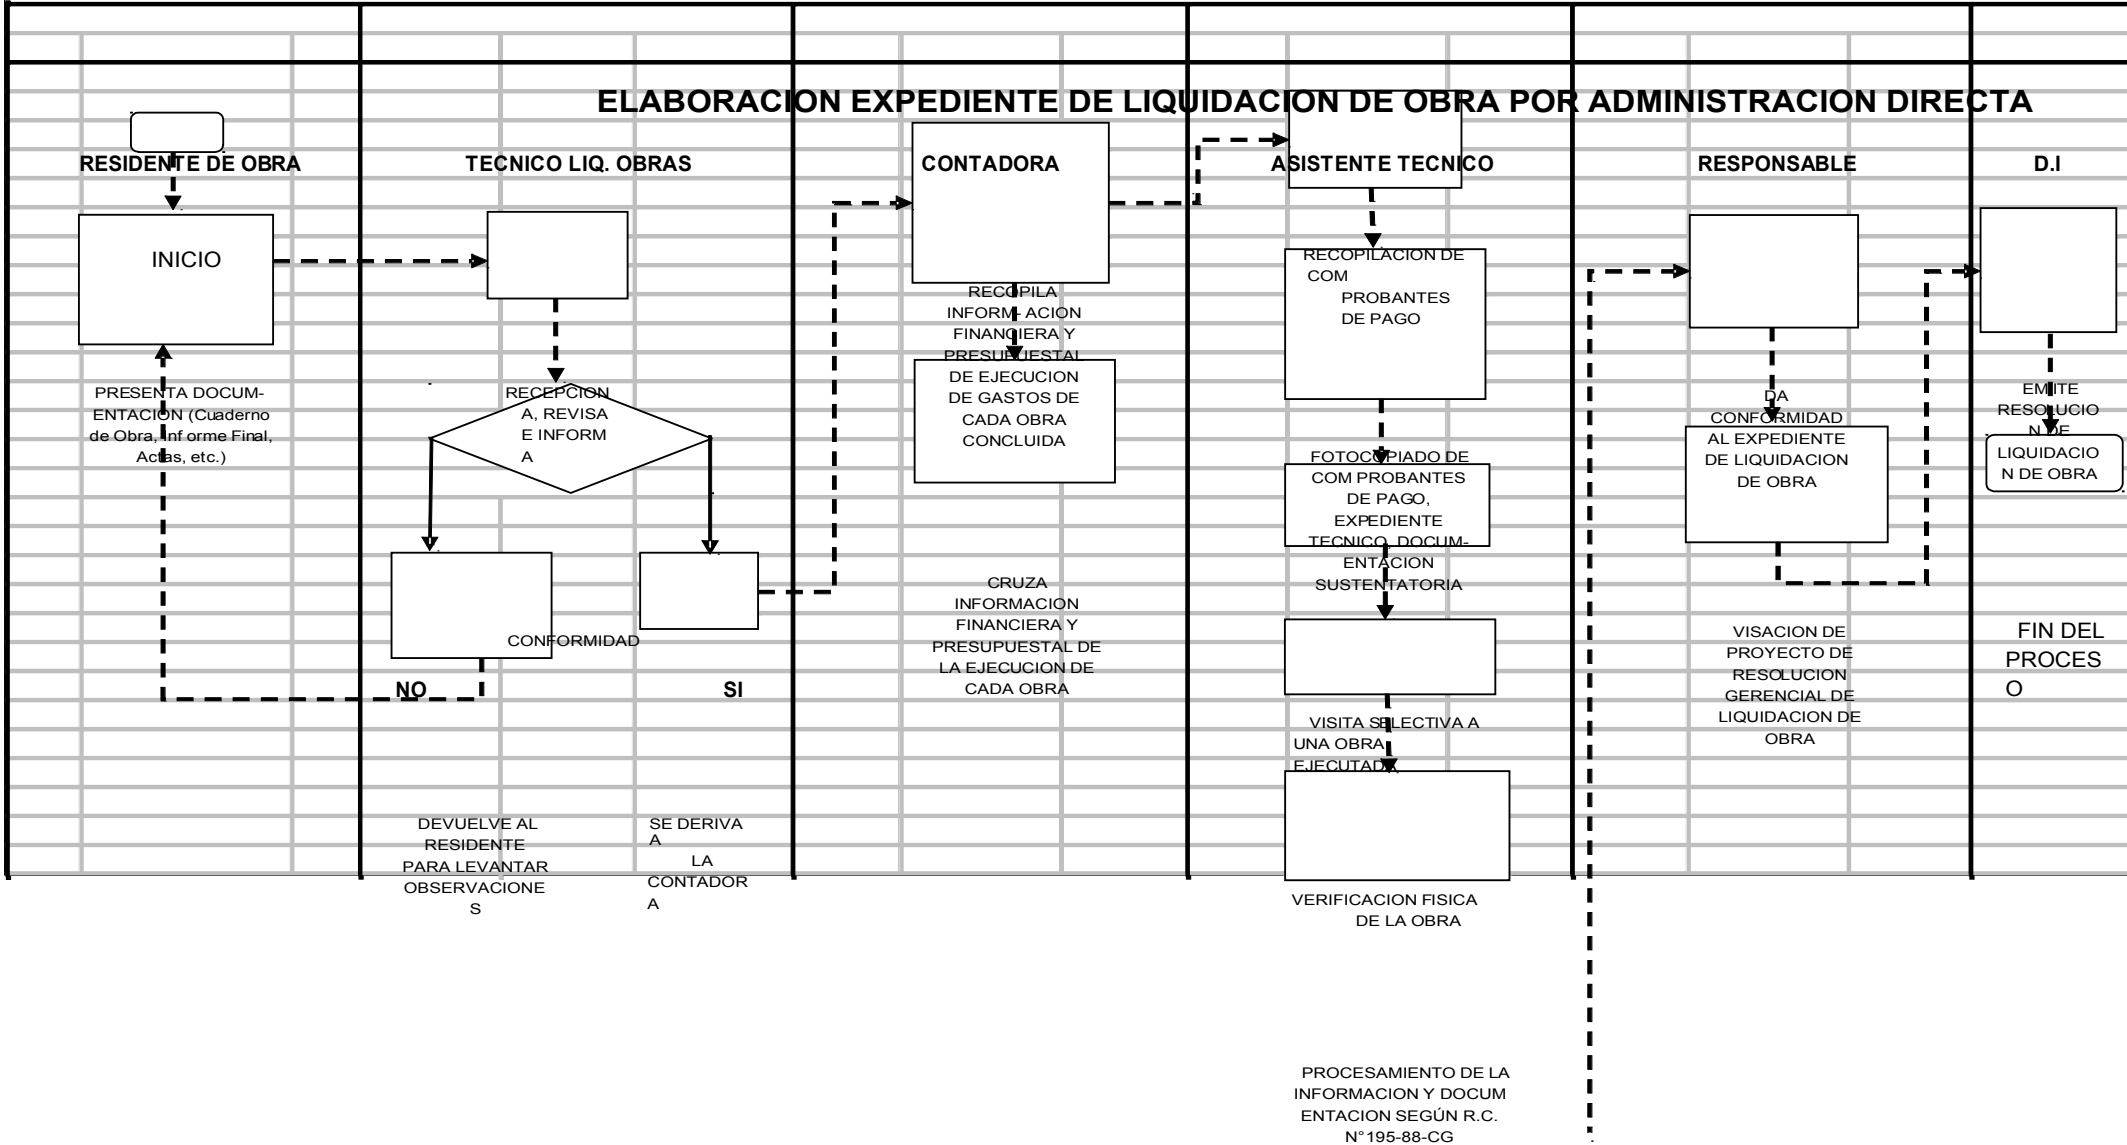 ELABORACION EXPEDIENTE DE LIQUIDACION DE OBRA POR ADMINISTRACION DIRECTA
RESIDENTE DE OBRA
TECNICO LIQ. OBRAS
CONTADORA
ASISTENTE TECNICO
RESPONSABLE
D.I
INICIO
PRESENTA DOCUM-
ENTACION (Cuaderno
de Obra, Inf orme Final,
Actas, etc.)
RECEPCION
A, REVISA
E INFORM
A
CONFORMIDAD
NO
SI
DEVUELVE AL
RESIDENTE
PARA LEVANTAR
OBSERVACIONE
S
SE DERIVA
A
LA
CONTADOR
A
RECOPILA
INFORM- ACION
FINANCIERA Y
PRESUPUESTAL
DE EJECUCION
DE GASTOS DE
CADA OBRA
CONCLUIDA
CRUZA
INFORMACION
FINANCIERA Y
PRESUPUESTAL DE
LA EJECUCION DE
CADA OBRA
RECOPILACION DE
COM
PROBANTES
DE PAGO
FOTOCOPIADO DE
COM PROBANTES
DE PAGO,
EXPEDIENTE
TECNICO, DOCUM-
ENTACION
SUSTENTATORIA
VISITA SELECTIVA A
UNA OBRA
EJECUTADA
VERIFICACION FISICA
DE LA OBRA
PROCESAMIENTO DE LA
INFORMACION Y DOCUM
ENTACION SEGÚN R.C.
N°195-88-CG
DA
CONFORMIDAD
AL EXPEDIENTE
DE LIQUIDACION
DE OBRA
VISACION DE
PROYECTO DE
RESOLUCION
GERENCIAL DE
LIQUIDACION DE
OBRA
EMITE
RESOLUCIO
N DE
LIQUIDACIO
N DE OBRA
FIN DEL
PROCES
O